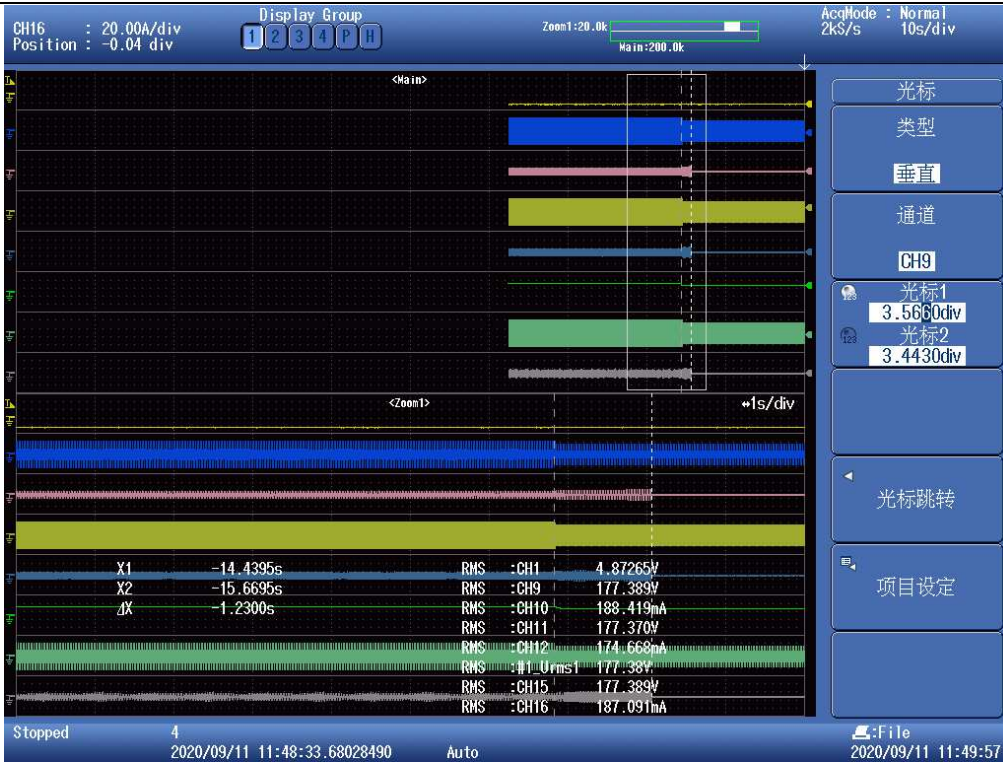 CH16 : 20.00A/div
Position : -0.04 div
Display Group
1 2 3 4 P H
Zoom1:20.0k
Main:200.0k
AcqMode : Normal
2kS/s 10s/div
<Main>
光标
类型
垂直
通道
CH9
光标1
3.5660div
光标2
3.4430div
光标跳转
项目设定
<Zoom1>
↔1s/div
X1 -14.4395s
X2 -15.6695s
⊿X -1.2300s
RMS :CH1 4.87265V
RMS :CH9 177.389V
RMS :CH10 188.419mA
RMS :CH11 177.370V
RMS :CH12 174.668mA
RMS :#1_Urms1 177.38V
RMS :CH15 177.389V
RMS :CH16 187.091mA
Stopped 4
2020/09/11 11:48:33.68028490 Auto
:File
2020/09/11 11:49:57